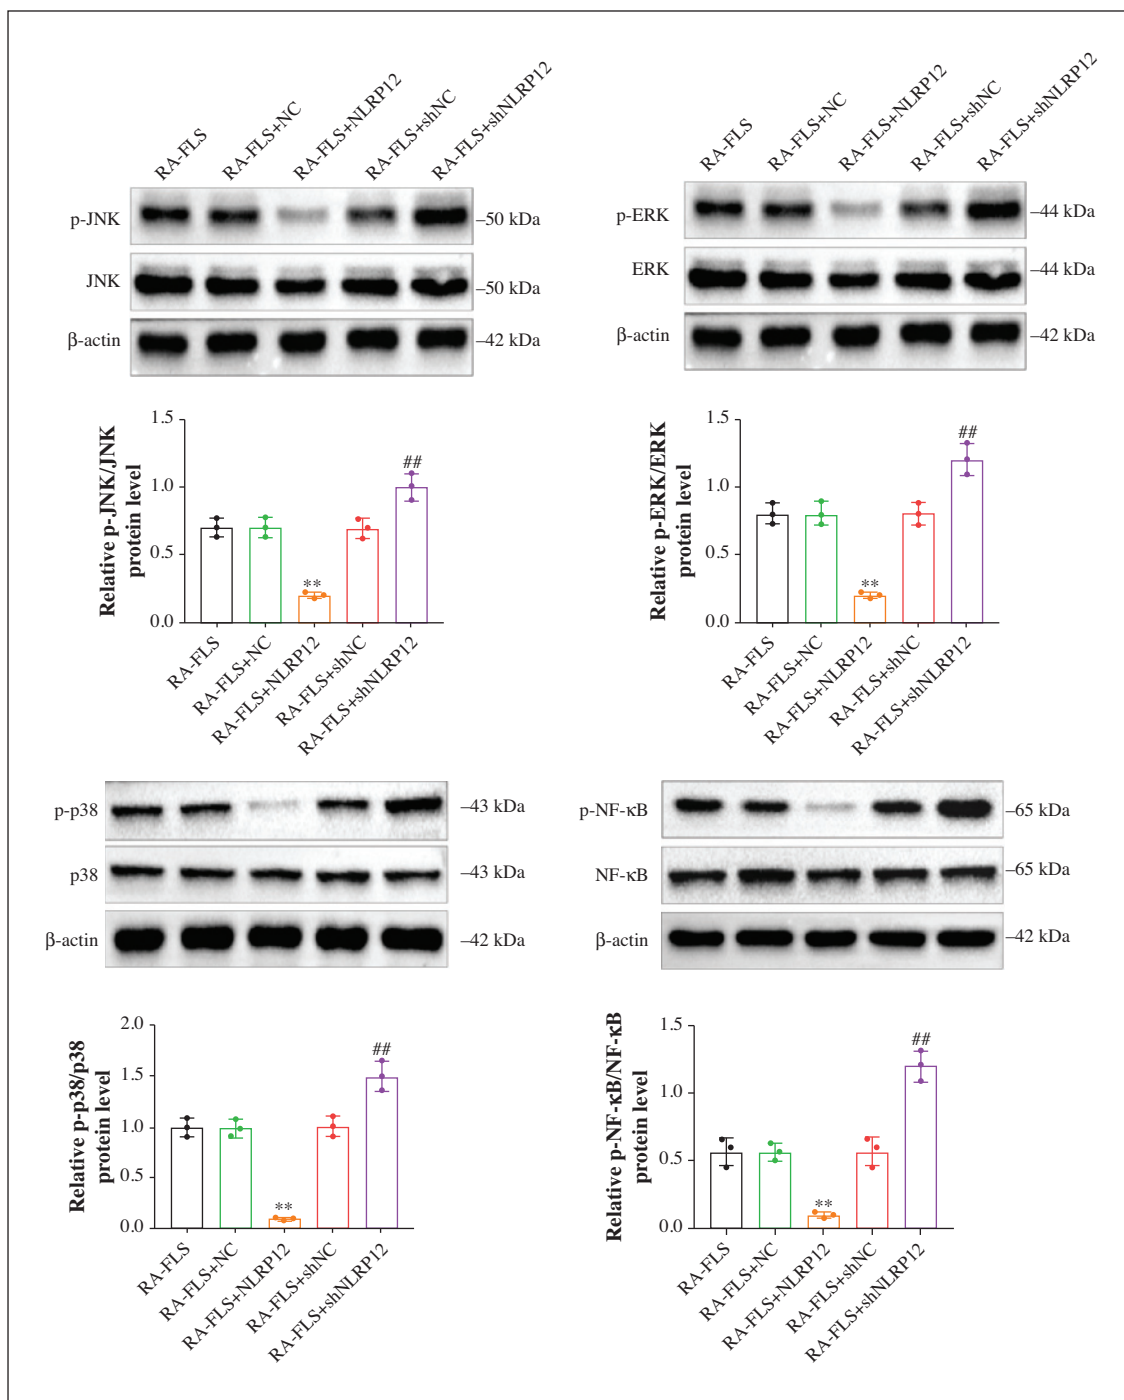 RA-FLS
RA-FLS+NC
RA-FLS+NLRP12
RA-FLS+shNC
RA-FLS+shNLRP12
p-JNK
–50 kDa
JNK
–50 kDa
β-actin
–42 kDa
RA-FLS
RA-FLS+NC
RA-FLS+NLRP12
RA-FLS+shNC
RA-FLS+shNLRP12
p-ERK
–44 kDa
ERK
–44 kDa
β-actin
–42 kDa
Relative p-JNK/JNK
protein level
1.5
1.0
0.5
0.0
**
##
RA-FLS
RA-FLS+NC
RA-FLS+NLRP12
RA-FLS+shNC
RA-FLS+shNLRP12
Relative p-ERK/ERK
protein level
1.5
1.0
0.5
0.0
**
##
RA-FLS
RA-FLS+NC
RA-FLS+NLRP12
RA-FLS+shNC
RA-FLS+shNLRP12
p-p38
–43 kDa
p38
–43 kDa
β-actin
–42 kDa
p-NF-κB
–65 kDa
NF-κB
–65 kDa
β-actin
–42 kDa
Relative p-p38/p38
protein level
2.0
1.5
1.0
0.5
0.0
**
##
RA-FLS
RA-FLS+NC
RA-FLS+NLRP12
RA-FLS+shNC
RA-FLS+shNLRP12
Relative p-NF-κB/NF-κB
protein level
1.5
1.0
0.5
0.0
**
##
RA-FLS
RA-FLS+NC
RA-FLS+NLRP12
RA-FLS+shNC
RA-FLS+shNLRP12